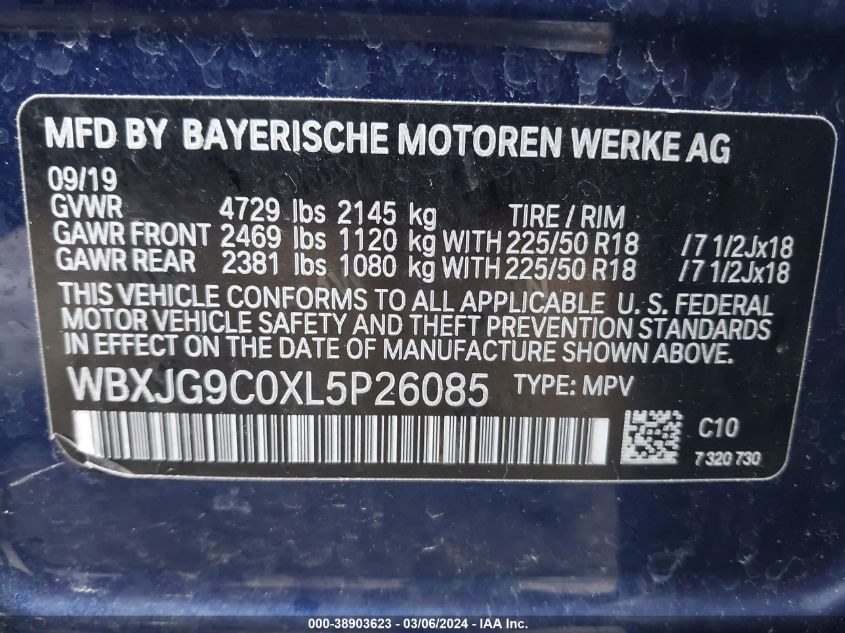 MFD BY BAYERISCHE MOTOREN WERKE AG
09/19
GVWR 4729 lbs 2145 kg TIRE / RIM
GAWR FRONT 2469 lbs 1120 kg WITH 225/50 R18 /7 1/2Jx18
GAWR REAR 2381 lbs 1080 kg WITH 225/50 R18 /7 1/2Jx18
THIS VEHICLE CONFORMS TO ALL APPLICABLE U. S. FEDERAL
MOTOR VEHICLE SAFETY AND THEFT PREVENTION STANDARDS
IN EFFECT ON THE DATE OF MANUFACTURE SHOWN ABOVE.
WBXJG9C0XL5P26085 TYPE: MPV
C10
7 320 730
000-38903623 - 03/06/2024 - IAA Inc.